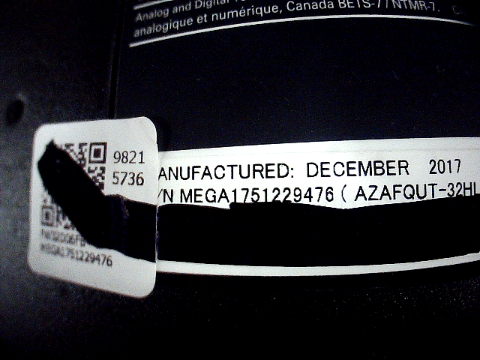 Analog and Digital
analogique et numérique, Canada BETS-7 / NTMR-7.
9821
5736
MEGA1751229476
ANUFACTURED: DECEMBER 2017
/N MEGA1751229476 ( AZAFQUT-32HL